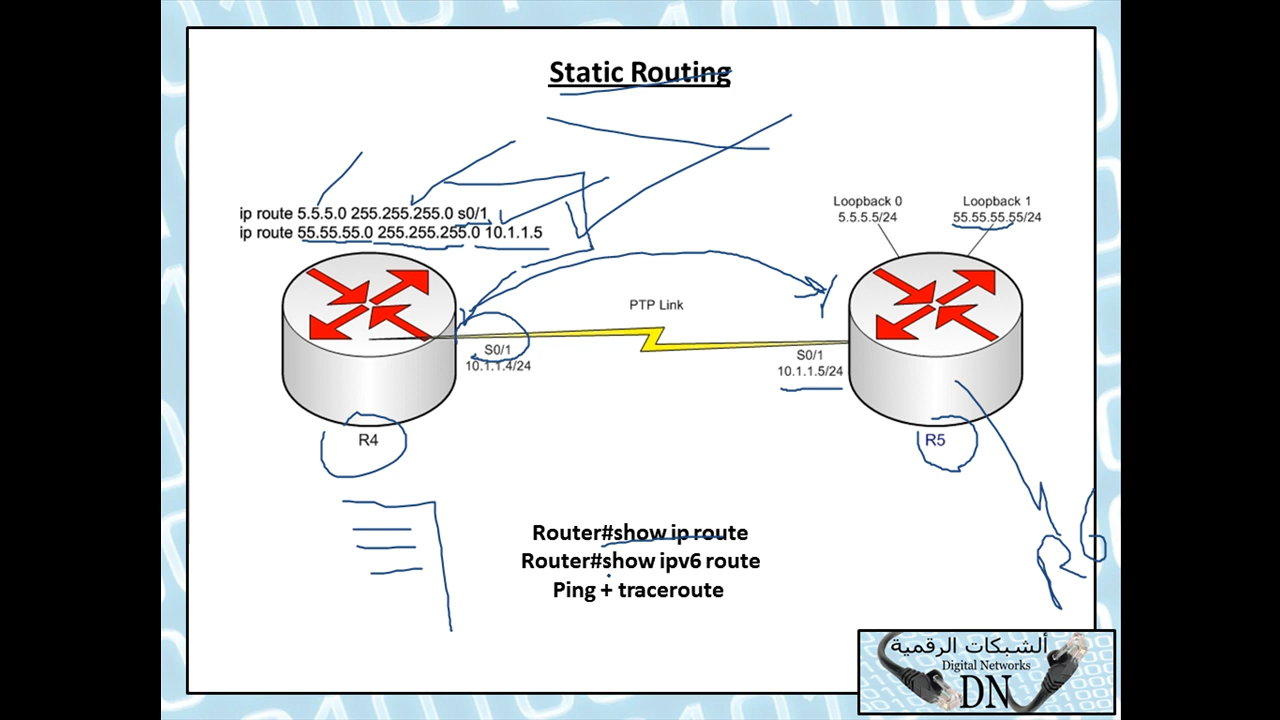 Static Routing
ip route 5.5.5.0 255.255.255.0 s0/1
ip route 55.55.55.0 255.255.255.0 10.1.1.5
Loopback 0
5.5.5.5/24
Loopback 1
55.55.55.55/24
PTP Link
S0/1
10.1.1.4/24
S0/1
10.1.1.5/24
R4
R5
R6
Router#show ip route
Router#show ipv6 route
Ping + traceroute
ألشبكات الرقمية
Digital Networks
DN